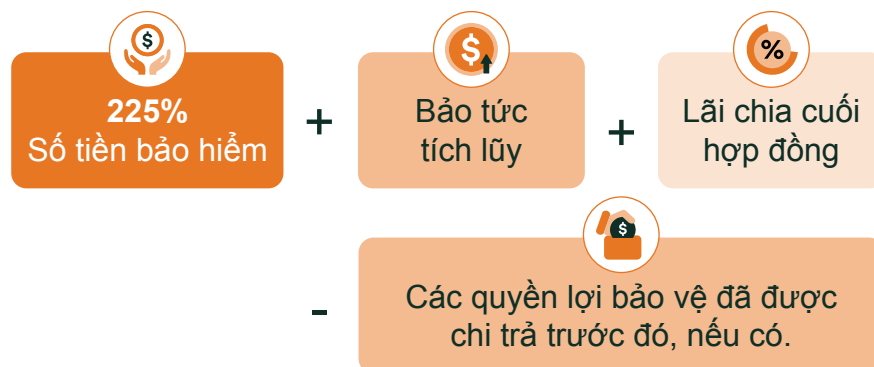 225%
Số tiền bảo hiểm
+
Bảo tức
tích lũy
+
Lãi chia cuối
hợp đồng
-
Các quyền lợi bảo vệ đã được
chi trả trước đó, nếu có.